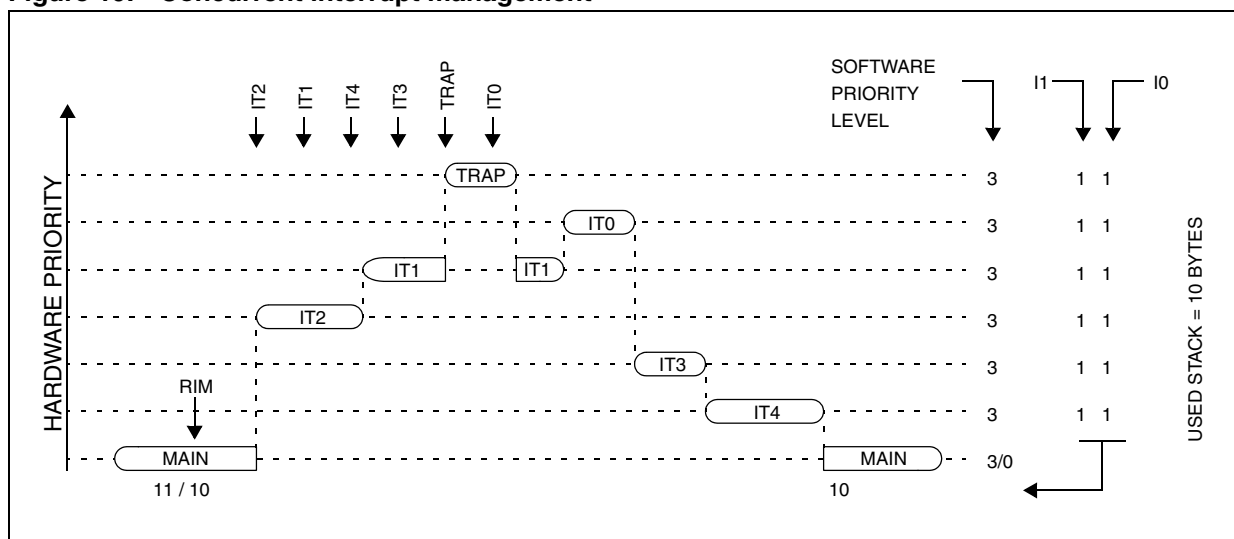 Figure 18. Concurrent Interrupt Management
IT2
IT1
IT4
IT3
TRAP
IT0
SOFTWARE
PRIORITY
LEVEL
I1
I0
HARDWARE PRIORITY
TRAP
3
1 1
IT0
3
1 1
IT1
IT1
3
1 1
IT2
3
1 1
IT3
3
1 1
RIM
IT4
3
1 1
MAIN
MAIN
3/0
11 / 10
10
USED STACK = 10 BYTES